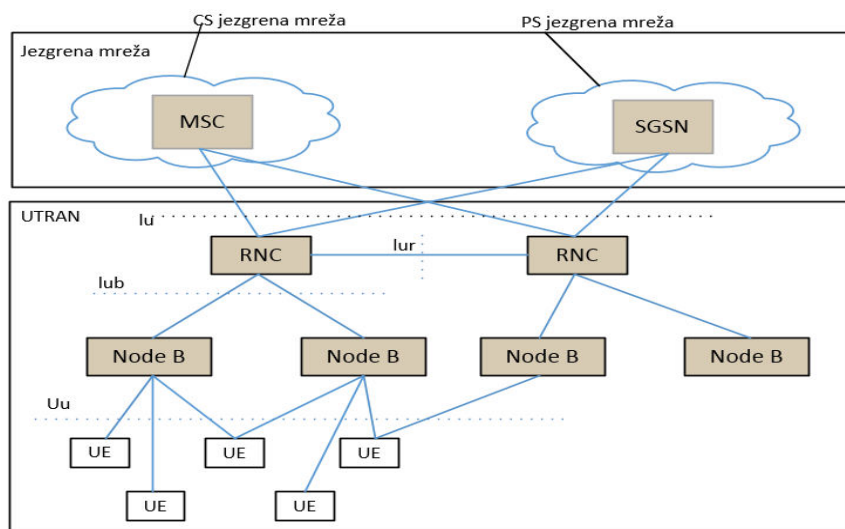 CS jezgrena mreža
PS jezgrena mreža
Jezgrena mreža
MSC
SGSN
UTRAN
Iu
RNC
Iur
RNC
Iub
Node B
Node B
Node B
Node B
Uu
UE
UE
UE
UE
UE